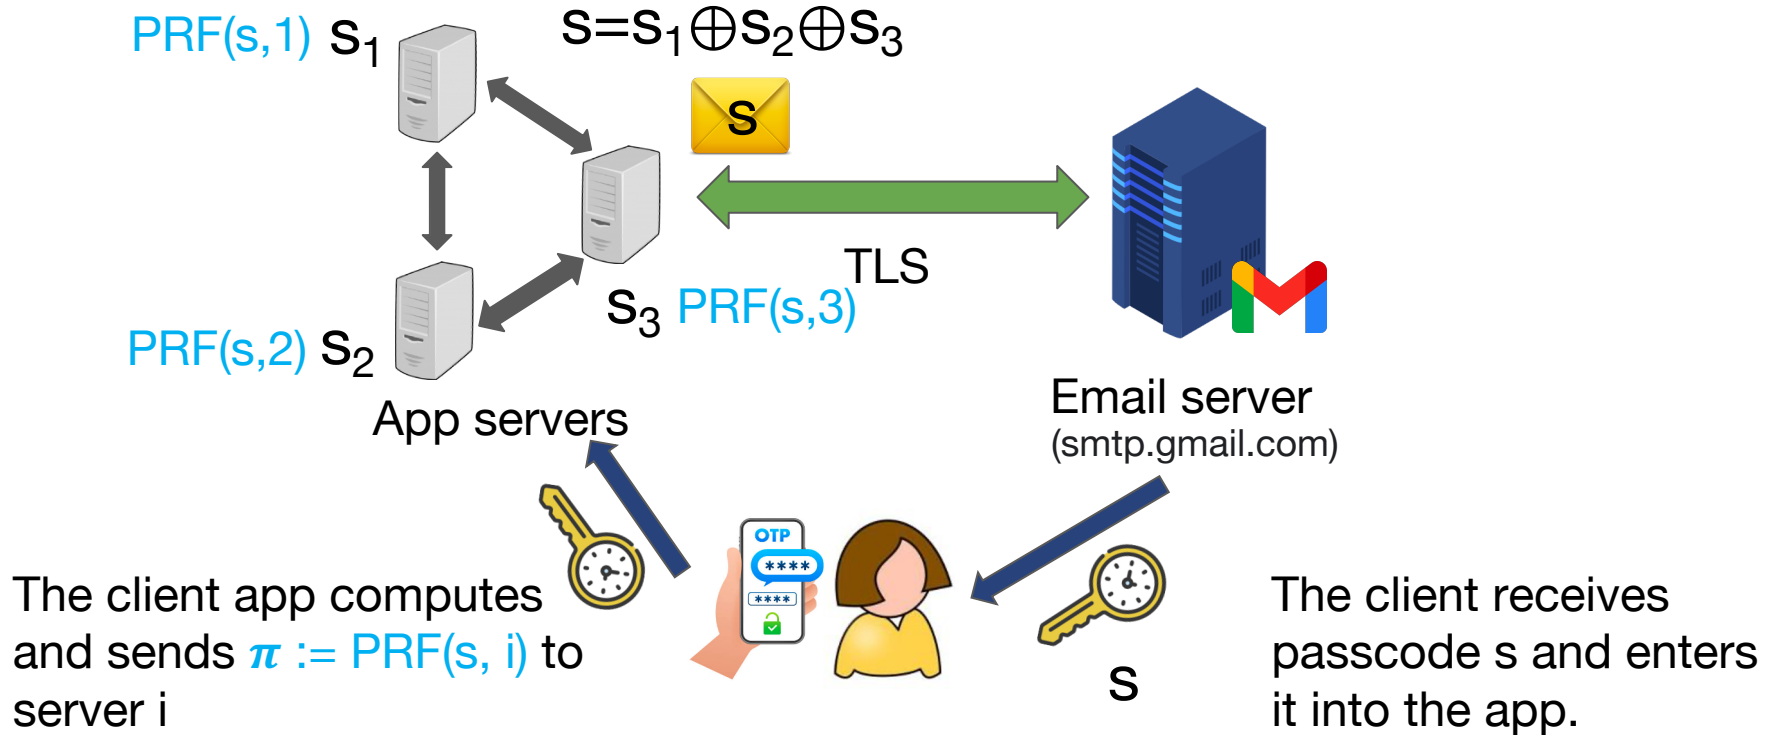 PRF(s,1) s₁
s=s₁⊕s₂⊕s₃
s
TLS
s₃ PRF(s,3)
PRF(s,2) s₂
App servers
Email server
(smtp.gmail.com)
OTP
****
****
The client app computes
and sends 𝝅 := PRF(s, i) to
server i
s
The client receives
passcode s and enters
it into the app.